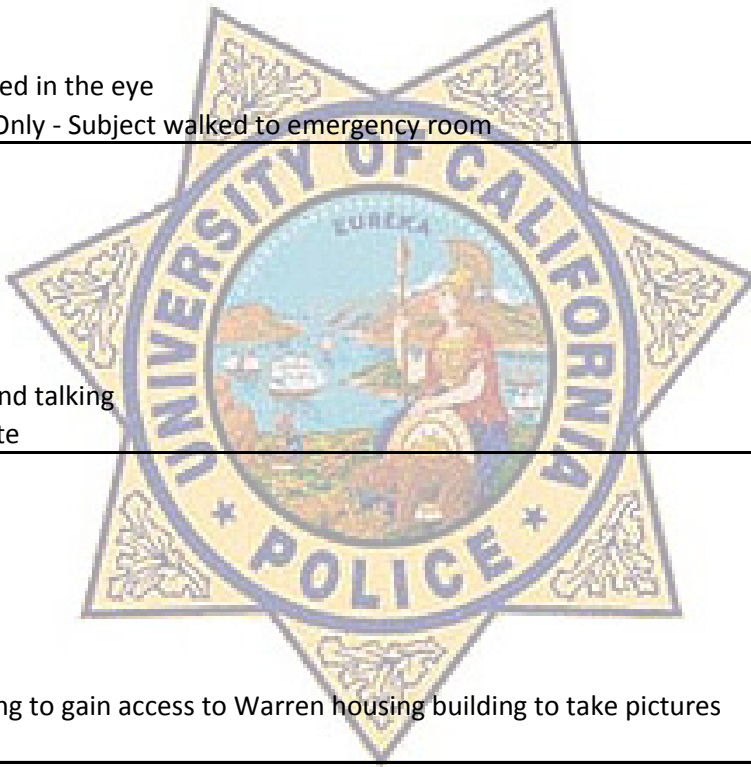 ed in the eye
Only - Subject walked to emergency room
UNIVERSITY OF CALIFORNIA
EUREKA
nd talking
te
POLICE
ng to gain access to Warren housing building to take pictures